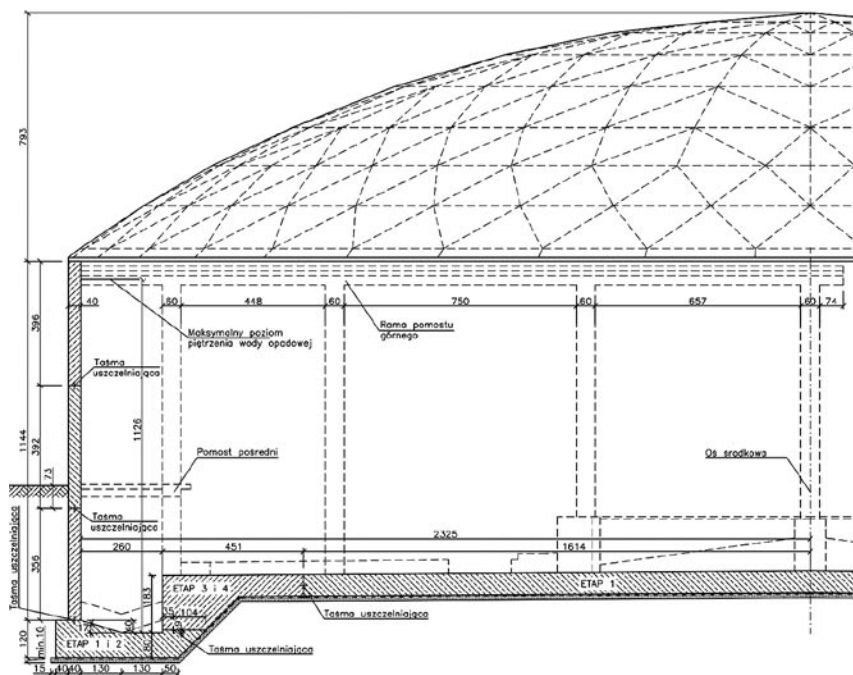 793
40
60
448
60
750
60
657
60
74
Maksymalny poziom
piętrzenia wody opadowej
Rama pomostu
górnego
396
Taśma
uszczelniająca
1144
392
1126
73
Pomost pośredni
Oś środkowa
Taśma
uszczelniająca
2325
260
451
1614
356
Taśma uszczelniająca
183
ETAP 3 i 4
ETAP 1
104
Taśma uszczelniająca
120
min.10
ETAP 1 i 2
80
Taśma uszczelniająca
15
40
40
130
130
50